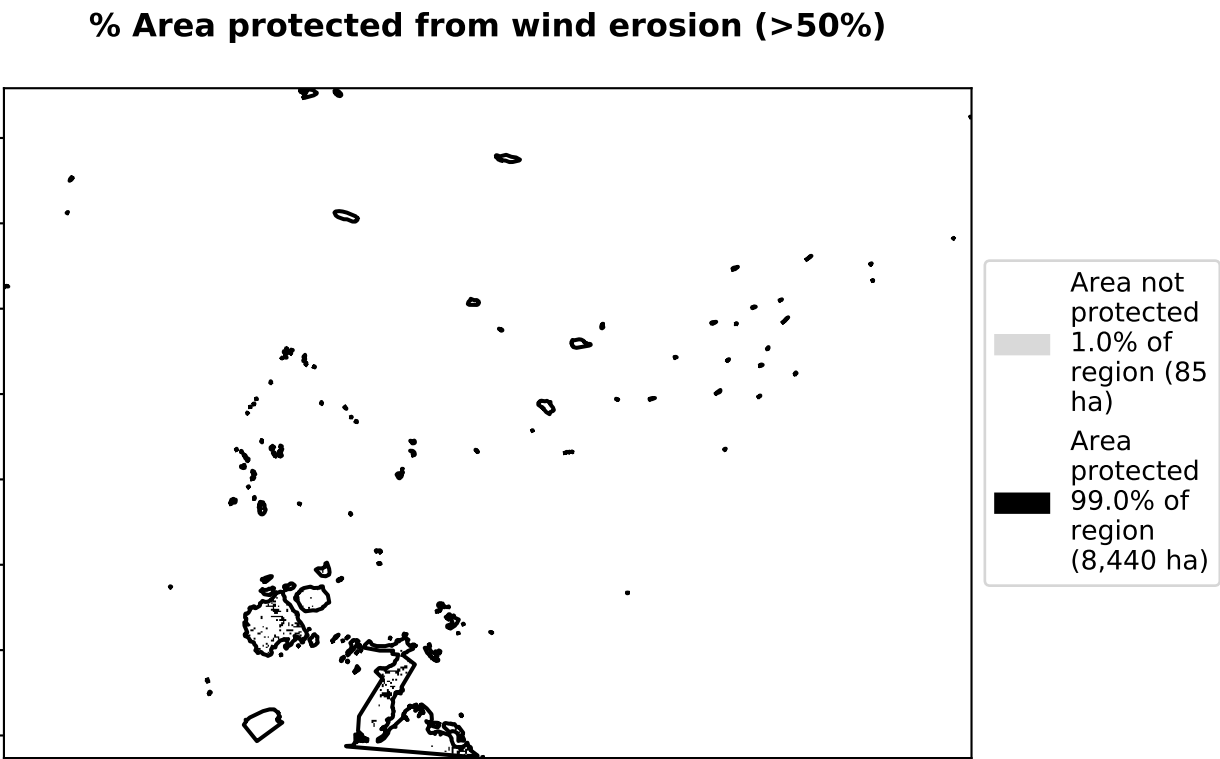 % Area protected from wind erosion (>50%)
Area not
protected
1.0% of
region (85
ha)
Area
protected
99.0% of
region
(8,440 ha)